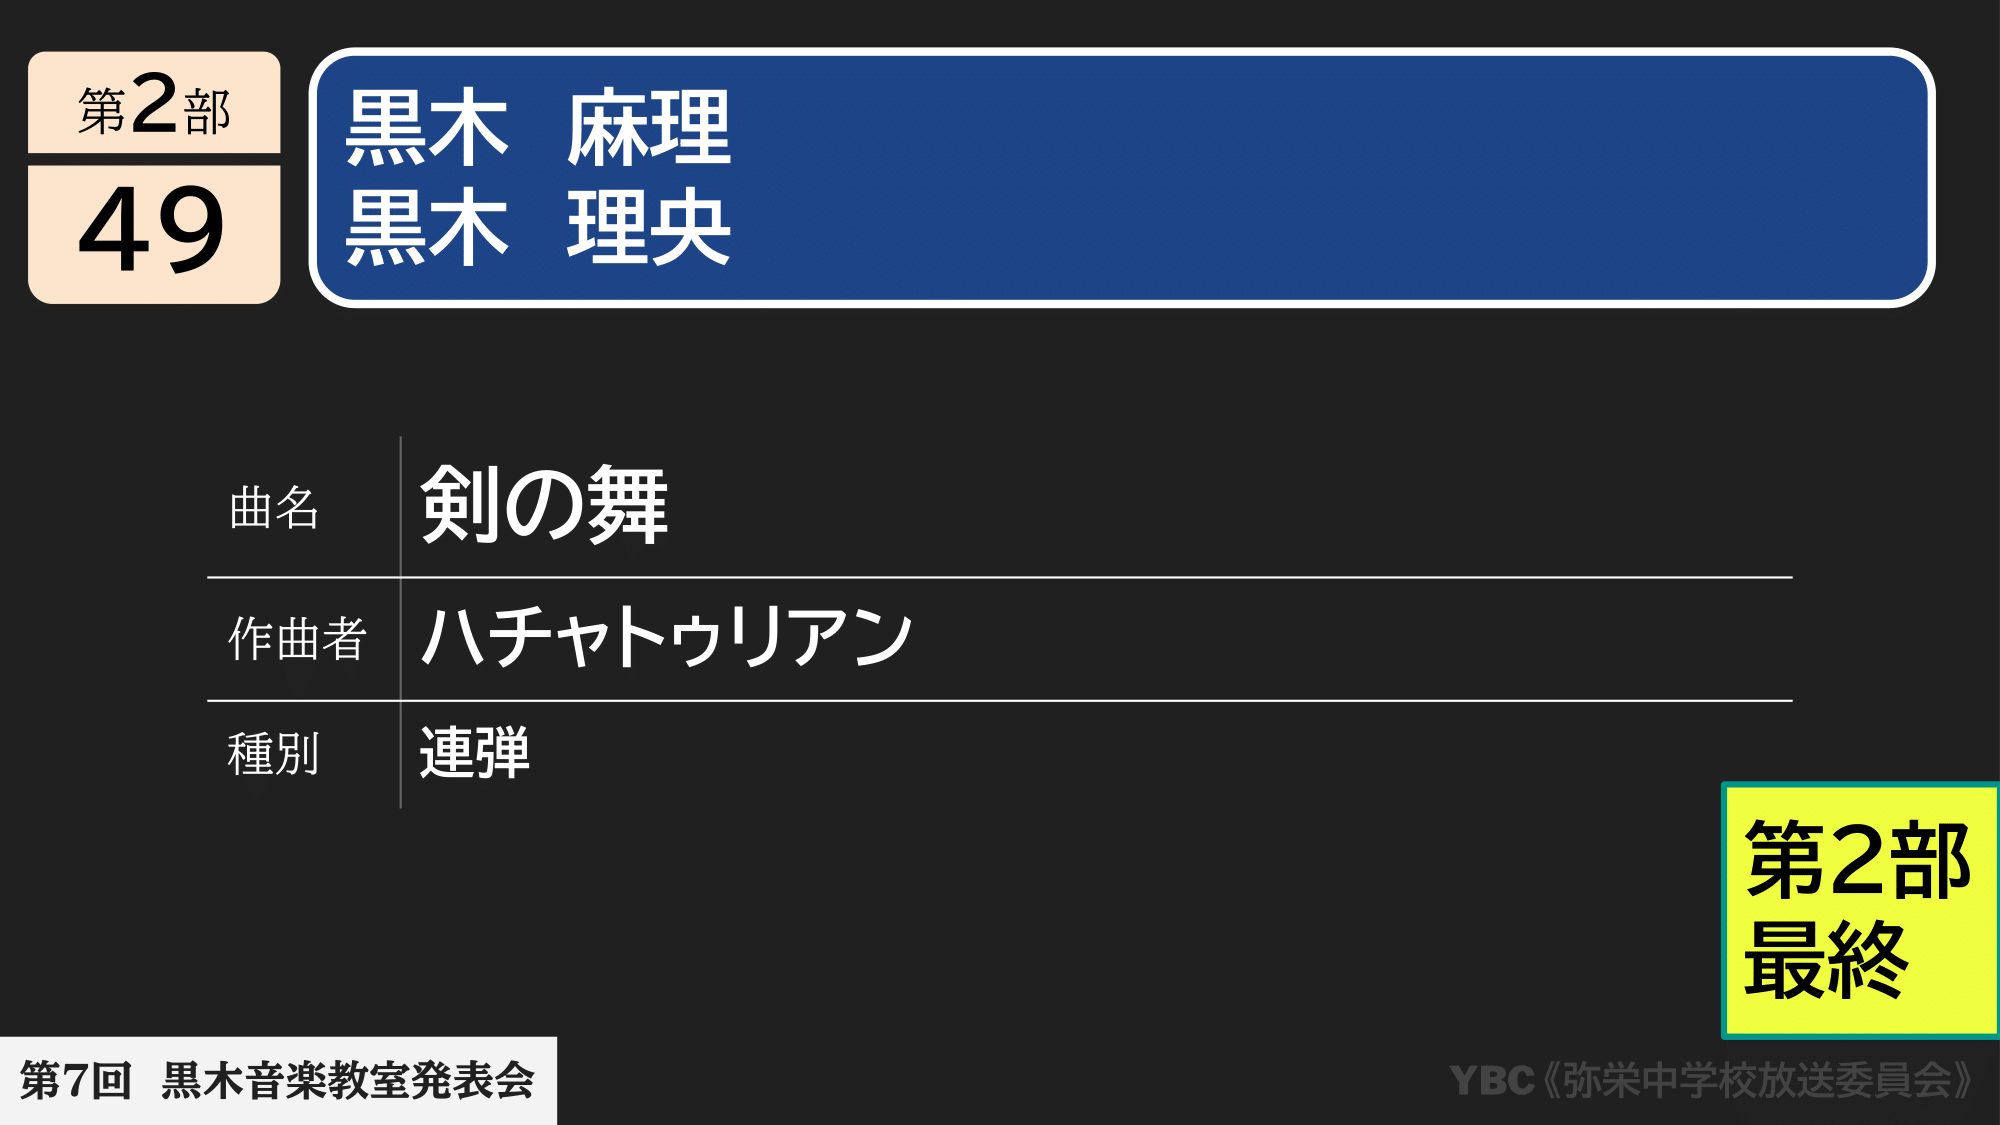 第2部
49
黒木 麻理
黒木 理央
曲名 剣の舞
作曲者 ハチャトゥリアン
種別 連弾
第2部
最終
第7回 黒木音楽教室発表会
YBC《弥栄中学校放送委員会》